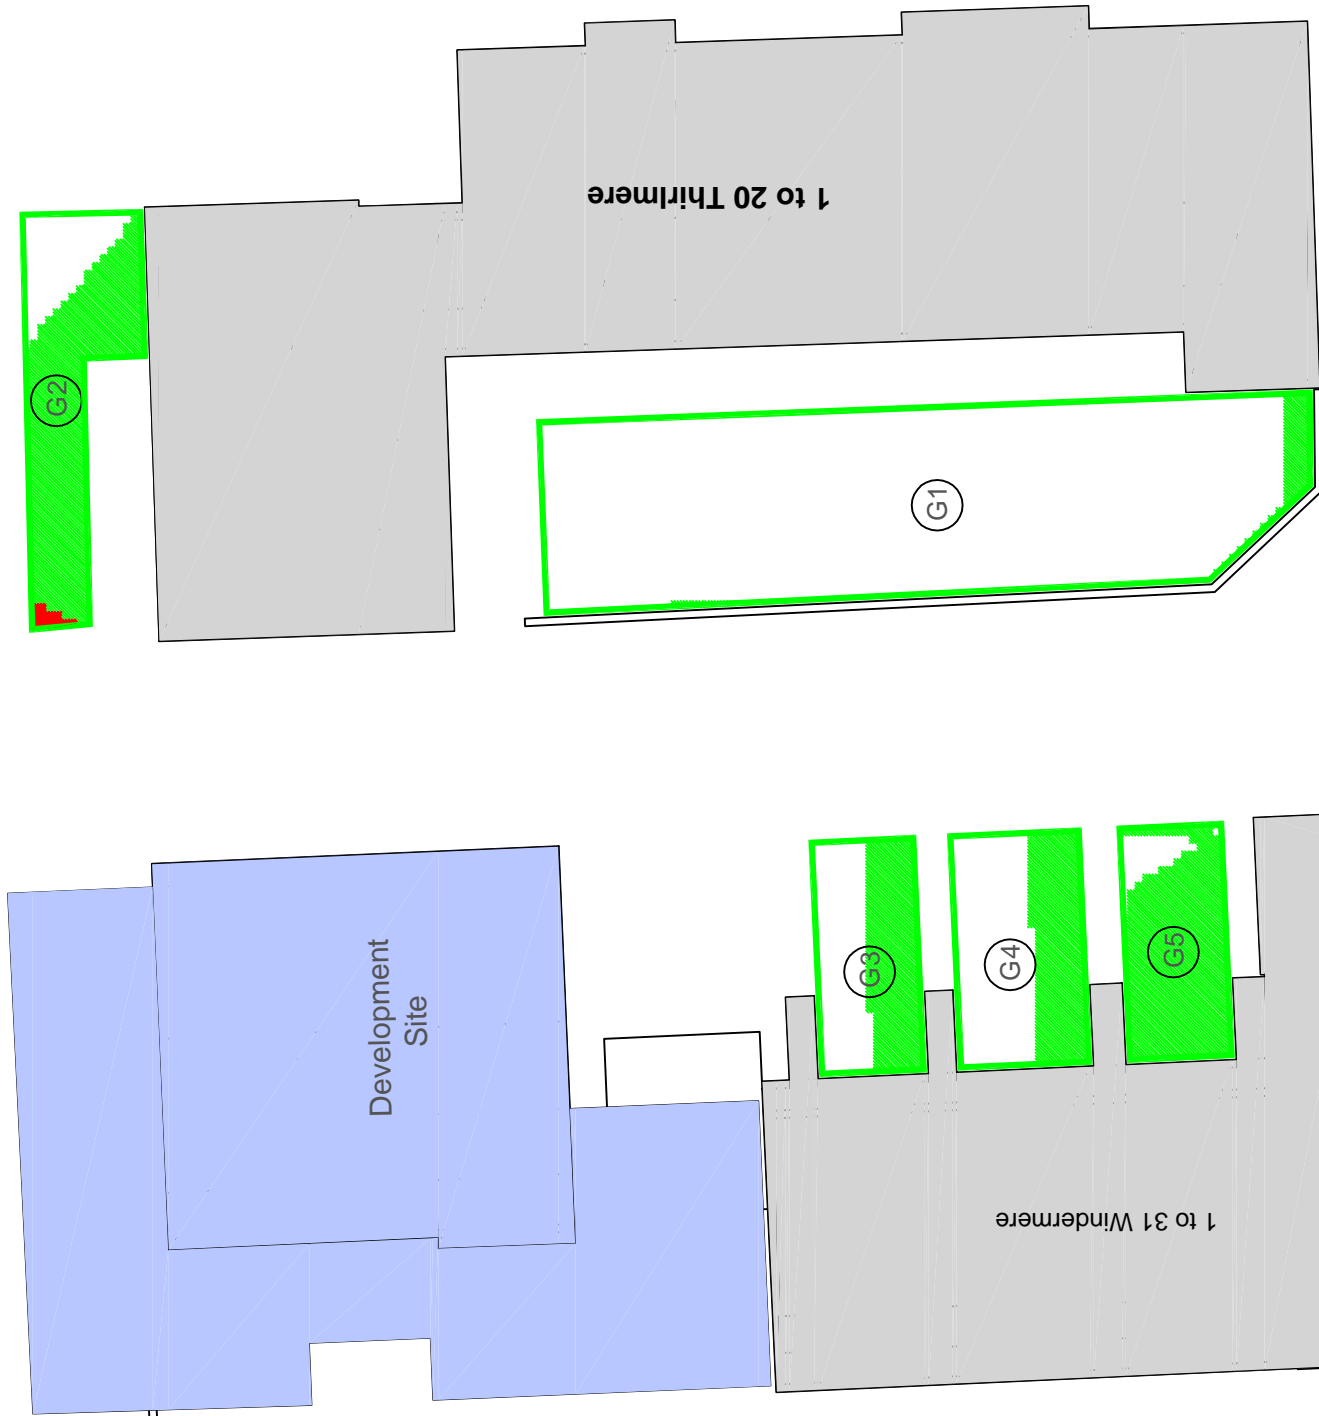 1 to 20 Thirlmere
G2
G1
Development
Site
G3
G4
G5
1 to 31 Windermere